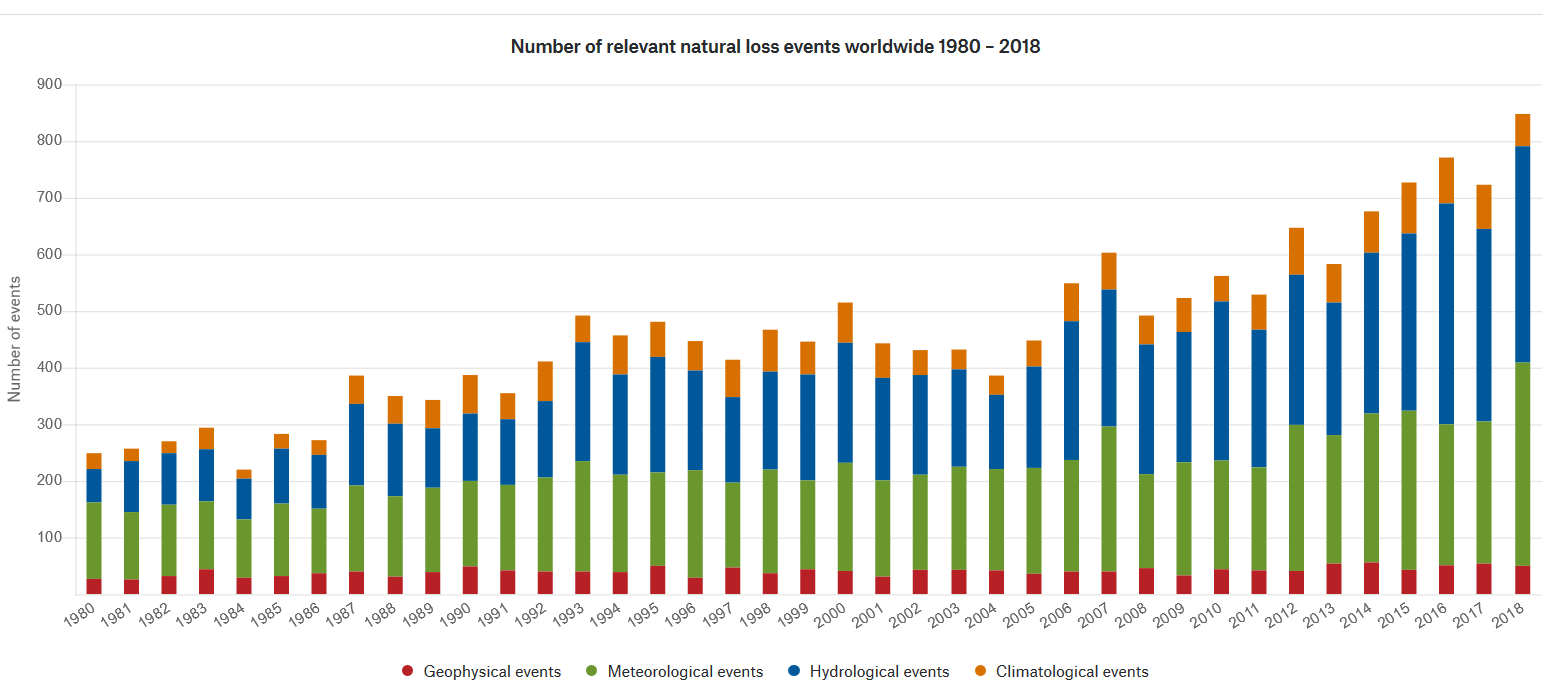 Number of relevant natural loss events worldwide 1980 – 2018
900
800
700
600
500
400
300
200
100
Number of events
1980 1981 1982 1983 1984 1985 1986 1987 1988 1989 1990 1991 1992 1993 1994 1995 1996 1997 1998 1999 2000 2001 2002 2003 2004 2005 2006 2007 2008 2009 2010 2011 2012 2013 2014 2015 2016 2017 2018
Geophysical events Meteorological events Hydrological events Climatological events